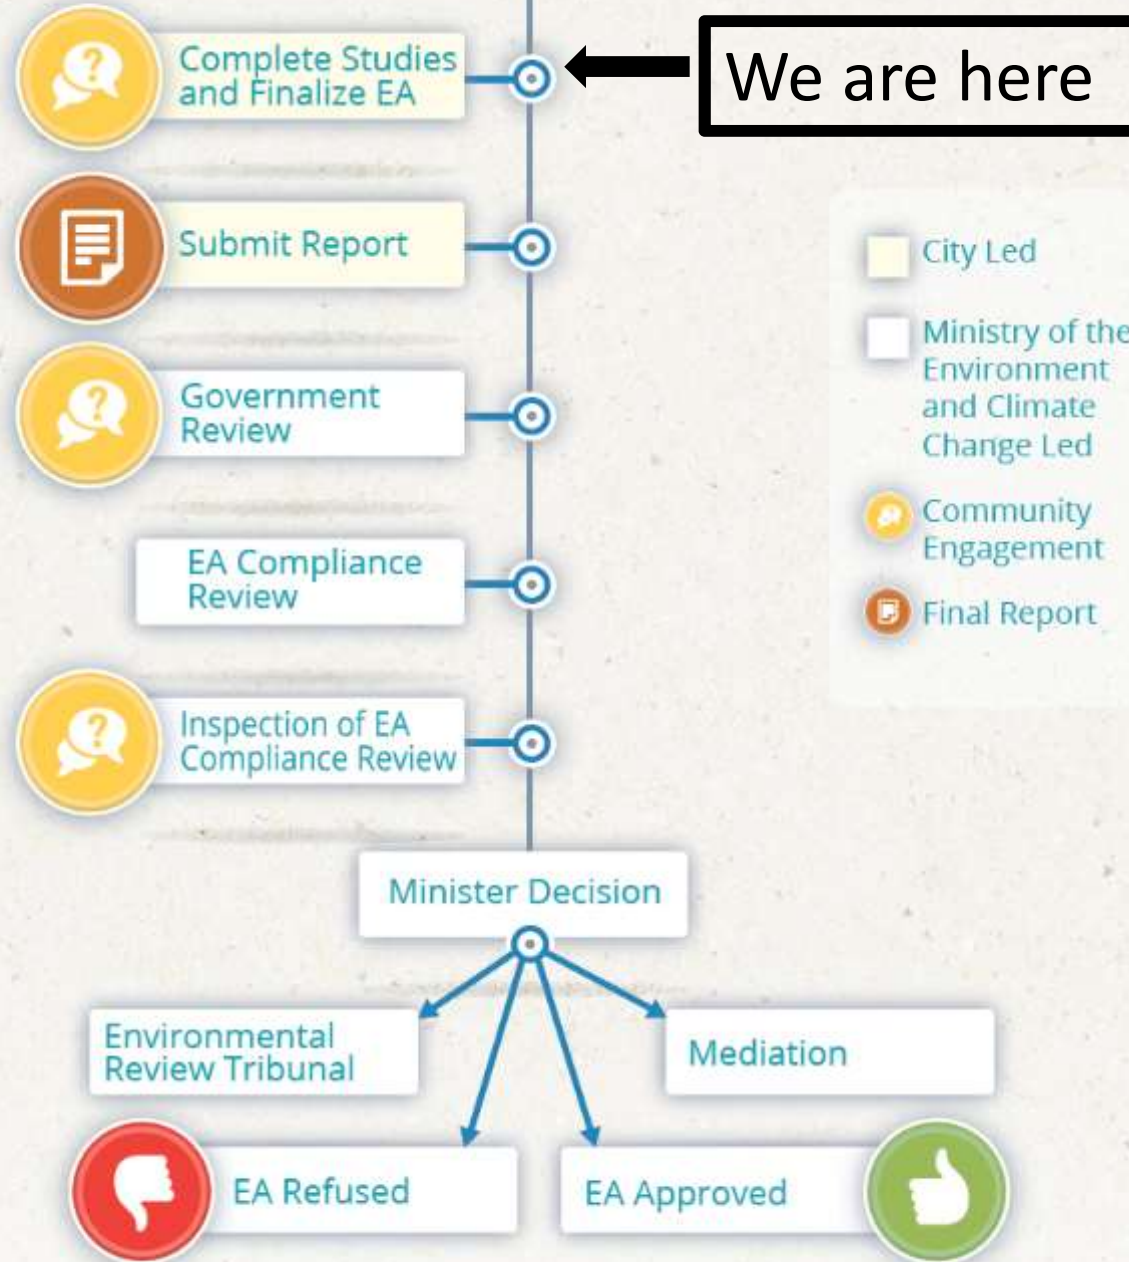 Complete Studies
and Finalize EA
We are here
Submit Report
City Led
Ministry of the
Environment
and Climate
Change Led
Government
Review
Community
Engagement
EA Compliance
Review
Final Report
Inspection of EA
Compliance Review
Minister Decision
Environmental
Review Tribunal
Mediation
EA Refused
EA Approved